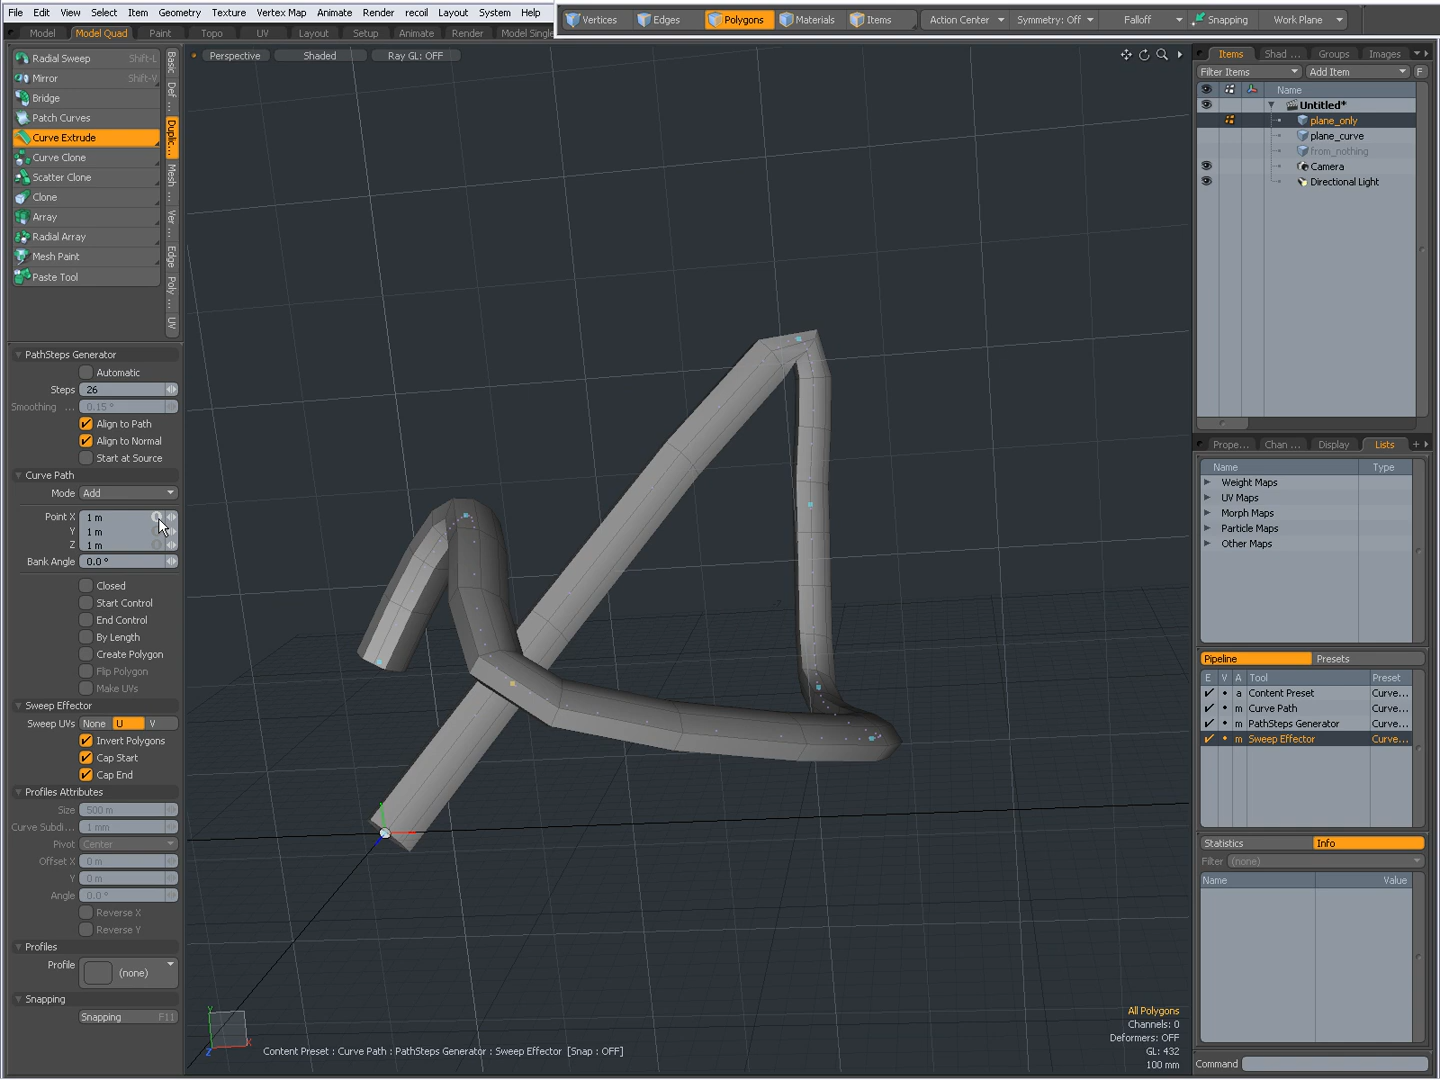 File Edit View Select Item Geometry Texture Vertex Map Animate Render recoil Layout System Help
Vertices Edges Polygons Materials Items Action Center Symmetry: Off Falloff Snapping Work Plane
Model Model Quad Paint Topo UV Layout Setup Animate Render Model Single
Radial Sweep Shift-L
Mirror Shift-V
Bridge
Patch Curves
Curve Extrude
Curve Clone
Scatter Clone
Clone
Array
Radial Array
Mesh Paint
Paste Tool
Basic
Def ...
Duplic...
Mesh ...
Ver ...
Edge
Poly ...
UV
PathSteps Generator
Automatic
Steps 26
Smoothing ... 0.15 °
Align to Path
Align to Normal
Start at Source
Curve Path
Mode Add
Point X 1 m
Y 1 m
Z 1 m
Bank Angle 0.0 °
Closed
Start Control
End Control
By Length
Create Polygon
Flip Polygon
Make UVs
Sweep Effector
Sweep UVs None U V
Invert Polygons
Cap Start
Cap End
Profiles Attributes
Size 500 m
Curve Subdi... 1 mm
Pivot Center
Offset X 0 m
Y 0 m
Angle 0.0 °
Reverse X
Reverse Y
Profiles
Profile (none)
Snapping
Snapping F11
Perspective Shaded Ray GL: OFF
Y
X
Z
Content Preset : Curve Path : PathSteps Generator : Sweep Effector [Snap : OFF]
All Polygons
Channels: 0
Deformers: OFF
GL: 432
100 mm
Items Shad ... Groups Images
Filter Items Add Item F
Name
Untitled*
plane_only
plane_curve
from_nothing
Camera
Directional Light
Prope... Chan ... Display Lists
Name Type
Weight Maps
UV Maps
Morph Maps
Particle Maps
Other Maps
Pipeline Presets
E V A Tool Preset
a Content Preset Curve...
m Curve Path Curve...
m PathSteps Generator Curve...
m Sweep Effector Curve...
Statistics Info
Filter (none)
Name Value
Command